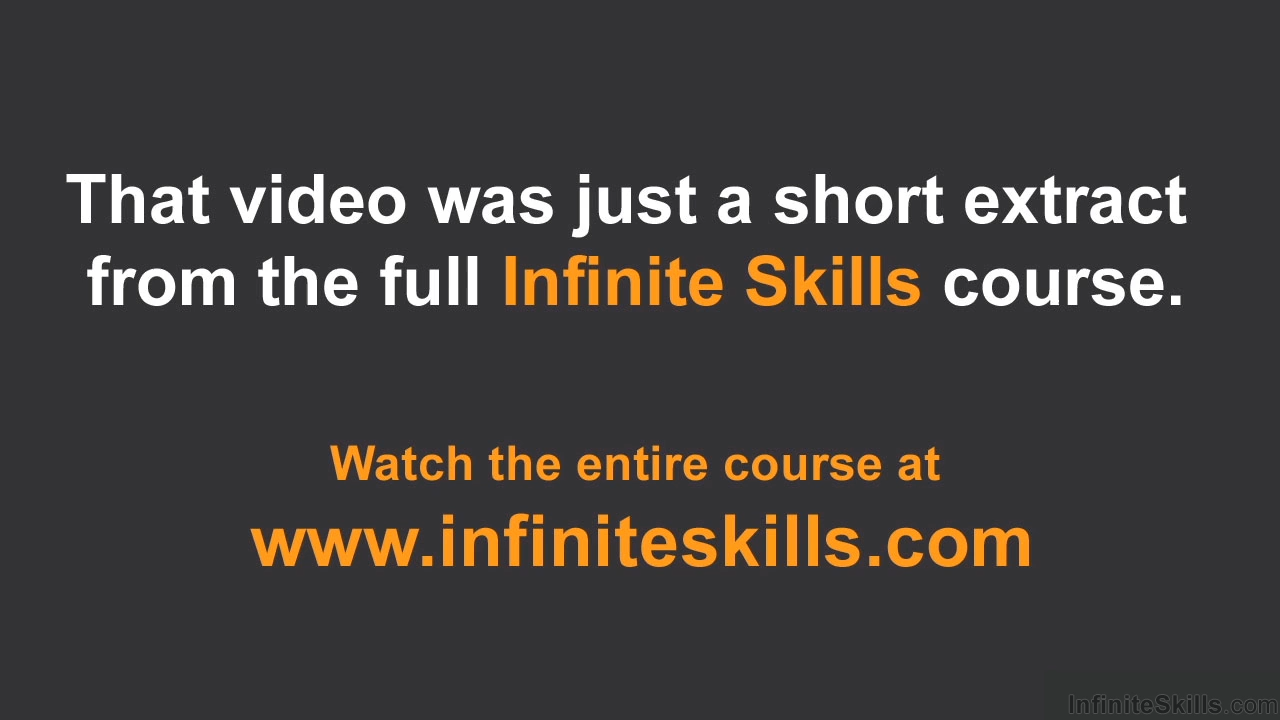 That video was just a short extract
from the full Infinite Skills course.
Watch the entire course at
www.infiniteskills.com
InfiniteSkills.com